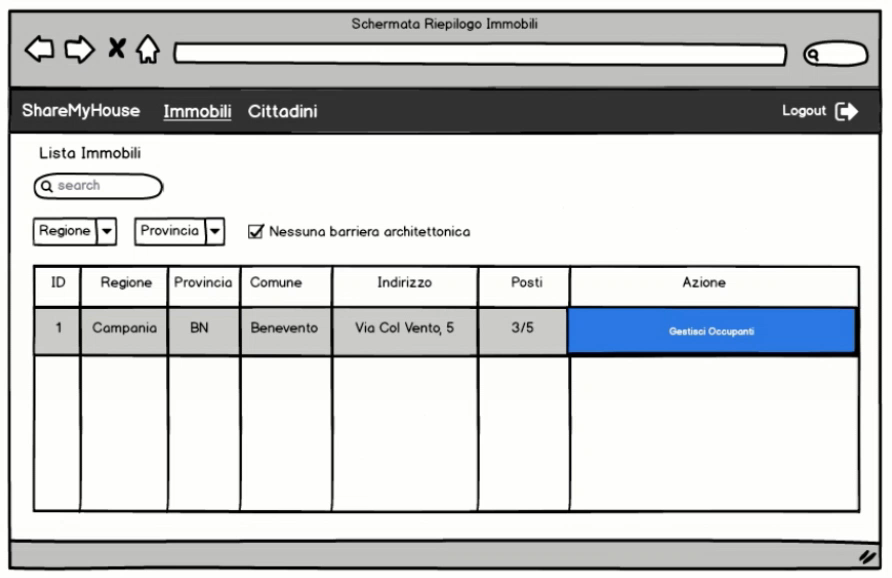 Schermata Riepilogo Immobili
ShareMyHouse Immobili Cittadini Logout
Lista Immobili
search
Regione Provincia Nessuna barriera architettonica
ID Regione Provincia Comune Indirizzo Posti Azione
1 Campania BN Benevento Via Col Vento, 5 3/5 Gestisci Occupanti